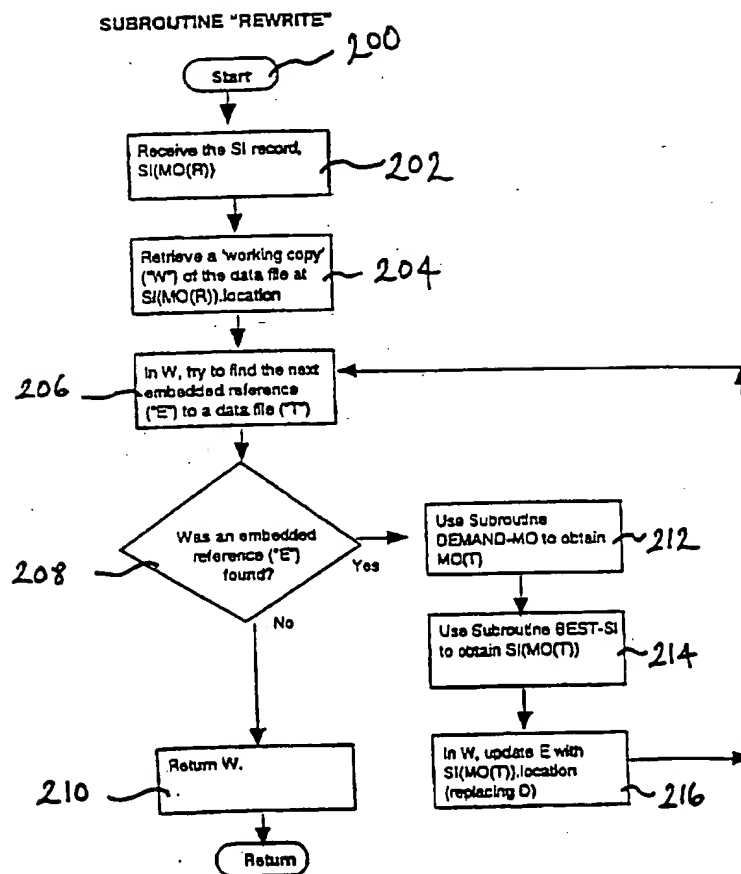 SUBROUTINE "REWRITE"
200
Start
Receive the SI record,
SI(MO(R))
202
Retrieve a 'working copy'
("W") of the data file at
SI(MO(R)).location
204
In W, try to find the next
embedded reference
("E") to a data file ("T")
206
Was an embedded
reference ("E")
found?
208
Yes
No
Use Subroutine
DEMAND-MO to obtain
MO(T)
212
Use Subroutine BEST-SI
to obtain SI(MO(T))
214
In W, update E with
SI(MO(T)).location
(replacing D)
216
Return W.
210
Return